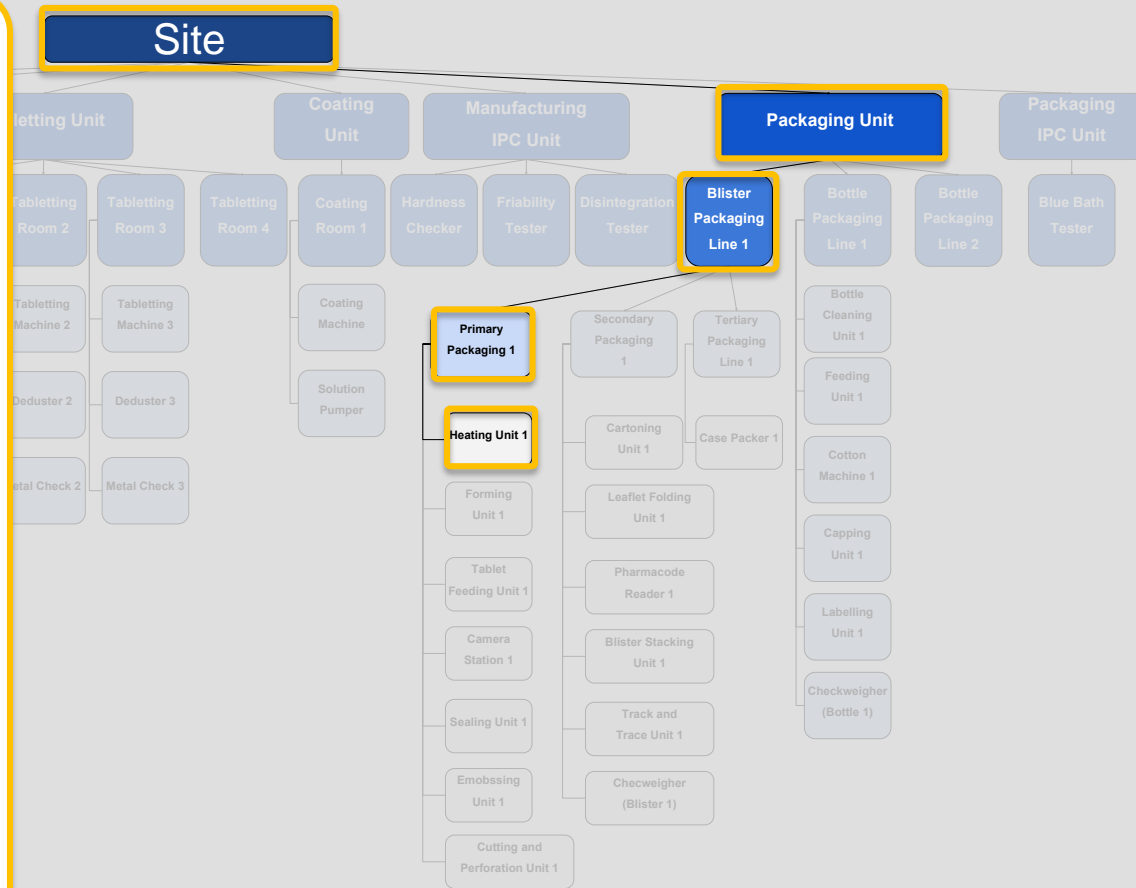 Site
letting Unit
Coating
Unit
Manufacturing
IPC Unit
Packaging Unit
Packaging
IPC Unit
Tabletting
Room 2
Tabletting
Room 3
Tabletting
Room 4
Coating
Room 1
Hardness
Checker
Friability
Tester
Disintegration
Tester
Blister
Packaging
Line 1
Bottle
Packaging
Line 1
Bottle
Packaging
Line 2
Blue Bath
Tester
Tabletting
Machine 2
Tabletting
Machine 3
Coating
Machine
Primary
Packaging 1
Secondary
Packaging
1
Tertiary
Packaging
Line 1
Bottle
Cleaning
Unit 1
Deduster 2
Deduster 3
Solution
Pumper
Heating Unit 1
Cartoning
Unit 1
Case Packer 1
Feeding
Unit 1
etal Check 2
Metal Check 3
Forming
Unit 1
Leaflet Folding
Unit 1
Cotton
Machine 1
Tablet
Feeding Unit 1
Pharmacode
Reader 1
Capping
Unit 1
Camera
Station 1
Blister Stacking
Unit 1
Labelling
Unit 1
Sealing Unit 1
Track and
Trace Unit 1
Checkweigher
(Bottle 1)
Emobssing
Unit 1
Checweigher
(Blister 1)
Cutting and
Perforation Unit 1